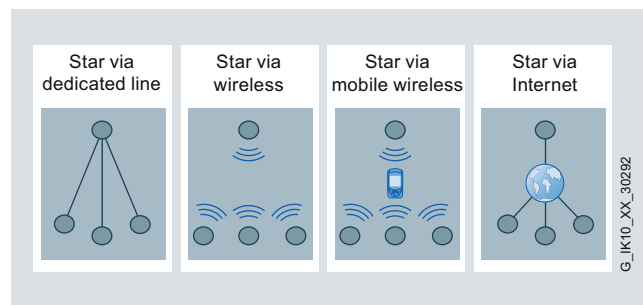 Star via
dedicated line
Star via
wireless
Star via
mobile wireless
Star via
Internet
G_IK10_XX_30292